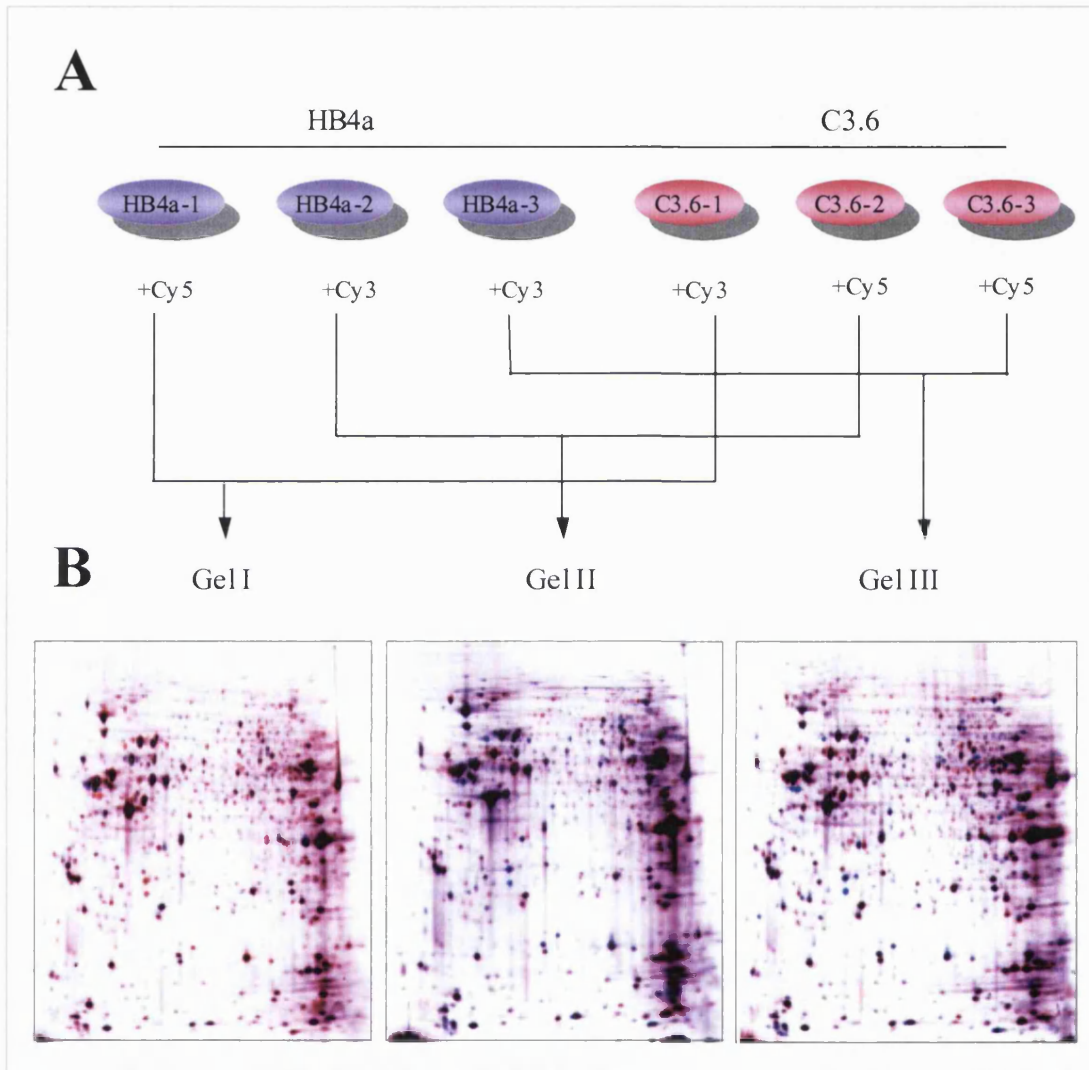 A
HB4a C3.6
HB4a-1 HB4a-2 HB4a-3 C3.6-1 C3.6-2 C3.6-3
+Cy5 +Cy3 +Cy3 +Cy3 +Cy5 +Cy5
B
Gel I Gel II Gel III